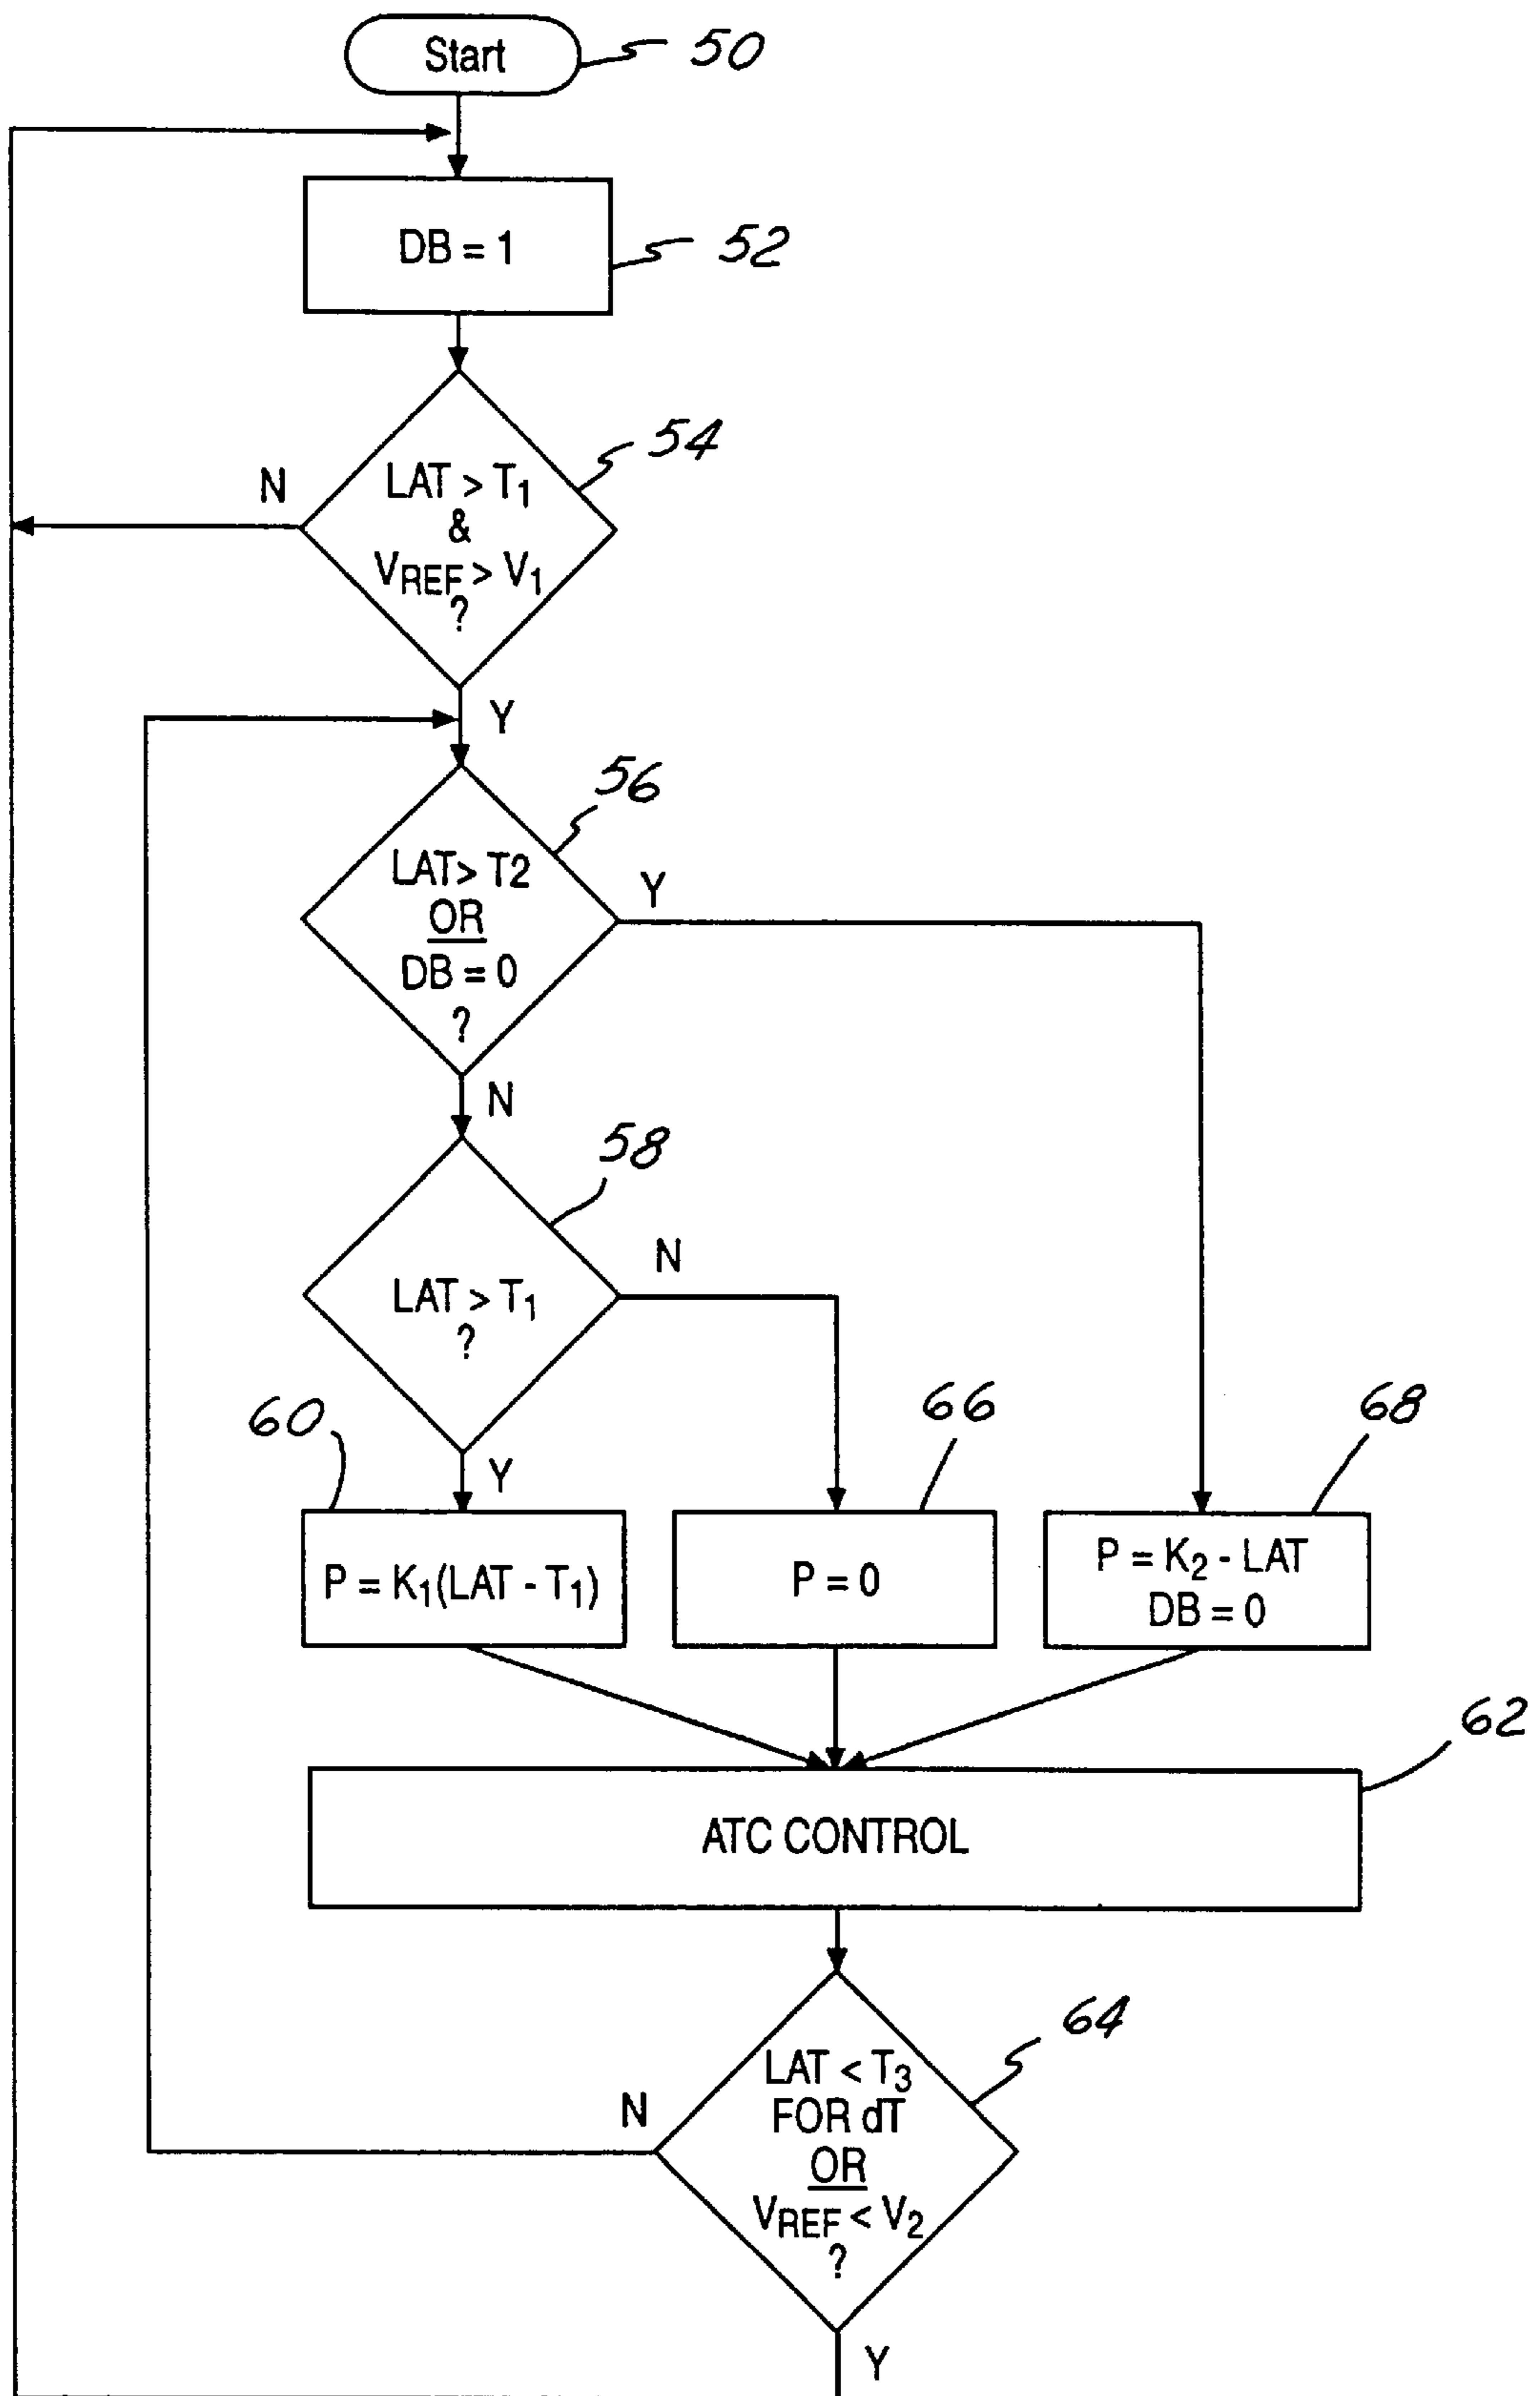 Start
50
DB = 1
52
54
N
LAT > T₁
&
V_REF > V₁
?
Y
56
LAT> T2
OR
DB = 0
?
Y
N
58
LAT > T₁
?
N
Y
60
66
68
P = K₁(LAT - T₁)
P = 0
P = K₂ - LAT
DB = 0
62
ATC CONTROL
64
N
LAT < T₃
FOR dT
OR
V_REF < V₂
?
Y